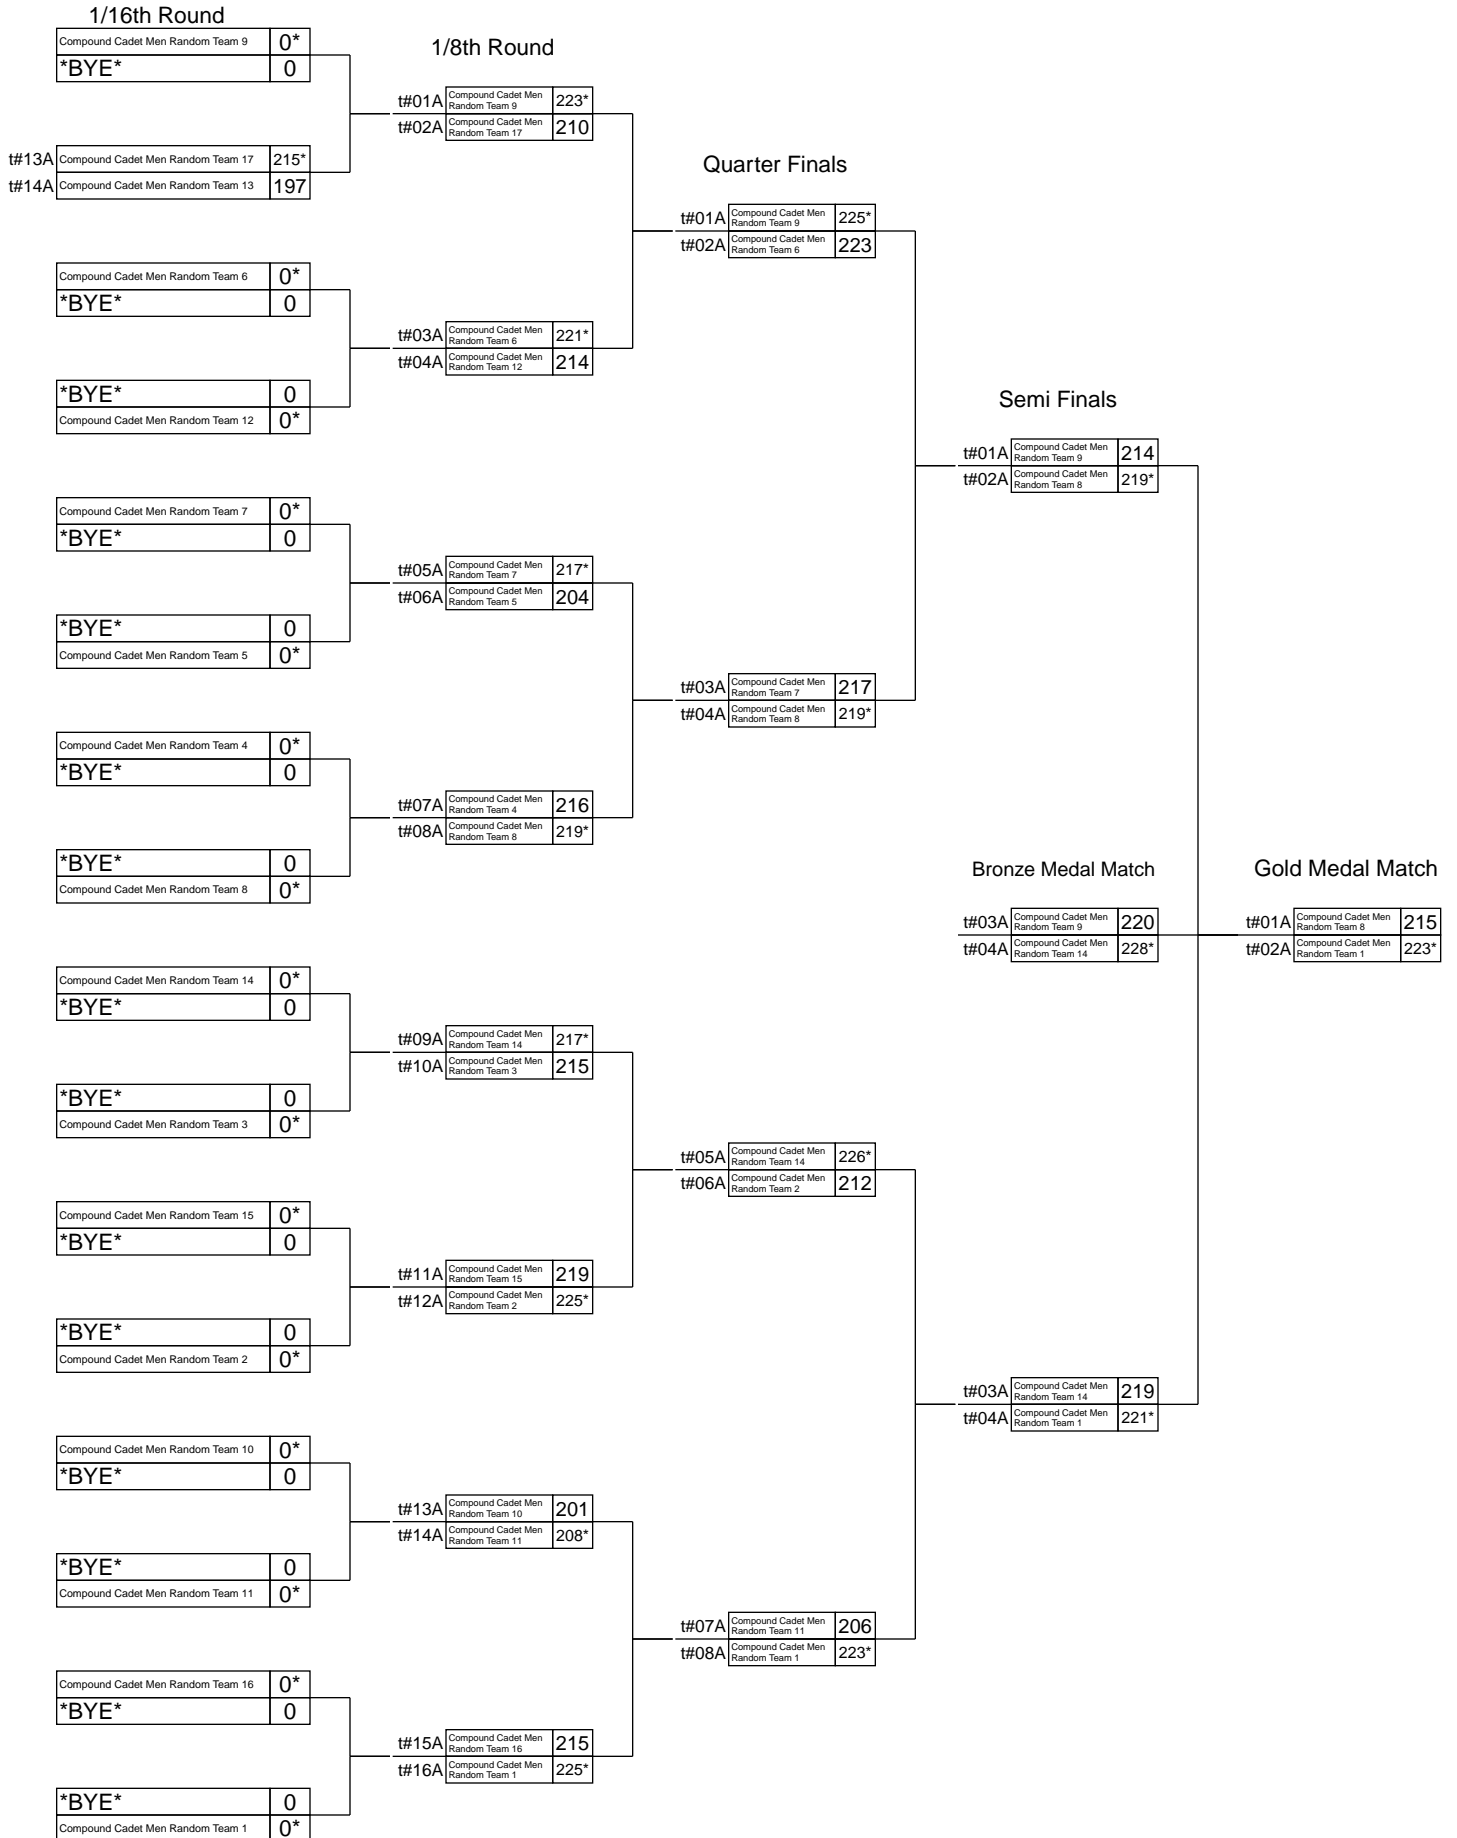 1/16th Round
Compound Cadet Men Random Team 9 0*
*BYE* 0
t#13A Compound Cadet Men Random Team 17 215*
t#14A Compound Cadet Men Random Team 13 197
Compound Cadet Men Random Team 6 0*
*BYE* 0
*BYE* 0
Compound Cadet Men Random Team 12 0*
Compound Cadet Men Random Team 7 0*
*BYE* 0
*BYE* 0
Compound Cadet Men Random Team 5 0*
Compound Cadet Men Random Team 4 0*
*BYE* 0
*BYE* 0
Compound Cadet Men Random Team 8 0*
Compound Cadet Men Random Team 14 0*
*BYE* 0
*BYE* 0
Compound Cadet Men Random Team 3 0*
Compound Cadet Men Random Team 15 0*
*BYE* 0
*BYE* 0
Compound Cadet Men Random Team 2 0*
Compound Cadet Men Random Team 10 0*
*BYE* 0
*BYE* 0
Compound Cadet Men Random Team 11 0*
Compound Cadet Men Random Team 16 0*
*BYE* 0
*BYE* 0
Compound Cadet Men Random Team 1 0*
1/8th Round
t#01A Compound Cadet Men
Random Team 9 223*
t#02A Compound Cadet Men
Random Team 17 210
t#03A Compound Cadet Men
Random Team 6 221*
t#04A Compound Cadet Men
Random Team 12 214
t#05A Compound Cadet Men
Random Team 7 217*
t#06A Compound Cadet Men
Random Team 5 204
t#07A Compound Cadet Men
Random Team 4 216
t#08A Compound Cadet Men
Random Team 8 219*
t#09A Compound Cadet Men
Random Team 14 217*
t#10A Compound Cadet Men
Random Team 3 215
t#11A Compound Cadet Men
Random Team 15 219
t#12A Compound Cadet Men
Random Team 2 225*
t#13A Compound Cadet Men
Random Team 10 201
t#14A Compound Cadet Men
Random Team 11 208*
t#15A Compound Cadet Men
Random Team 16 215
t#16A Compound Cadet Men
Random Team 1 225*
Quarter Finals
t#01A Compound Cadet Men
Random Team 9 225*
t#02A Compound Cadet Men
Random Team 6 223
t#03A Compound Cadet Men
Random Team 7 217
t#04A Compound Cadet Men
Random Team 8 219*
t#05A Compound Cadet Men
Random Team 14 226*
t#06A Compound Cadet Men
Random Team 2 212
t#07A Compound Cadet Men
Random Team 11 206
t#08A Compound Cadet Men
Random Team 1 223*
Semi Finals
t#01A Compound Cadet Men
Random Team 9 214
t#02A Compound Cadet Men
Random Team 8 219*
t#03A Compound Cadet Men
Random Team 14 219
t#04A Compound Cadet Men
Random Team 1 221*
Bronze Medal Match
t#03A Compound Cadet Men
Random Team 9 220
t#04A Compound Cadet Men
Random Team 14 228*
Gold Medal Match
t#01A Compound Cadet Men
Random Team 8 215
t#02A Compound Cadet Men
Random Team 1 223*